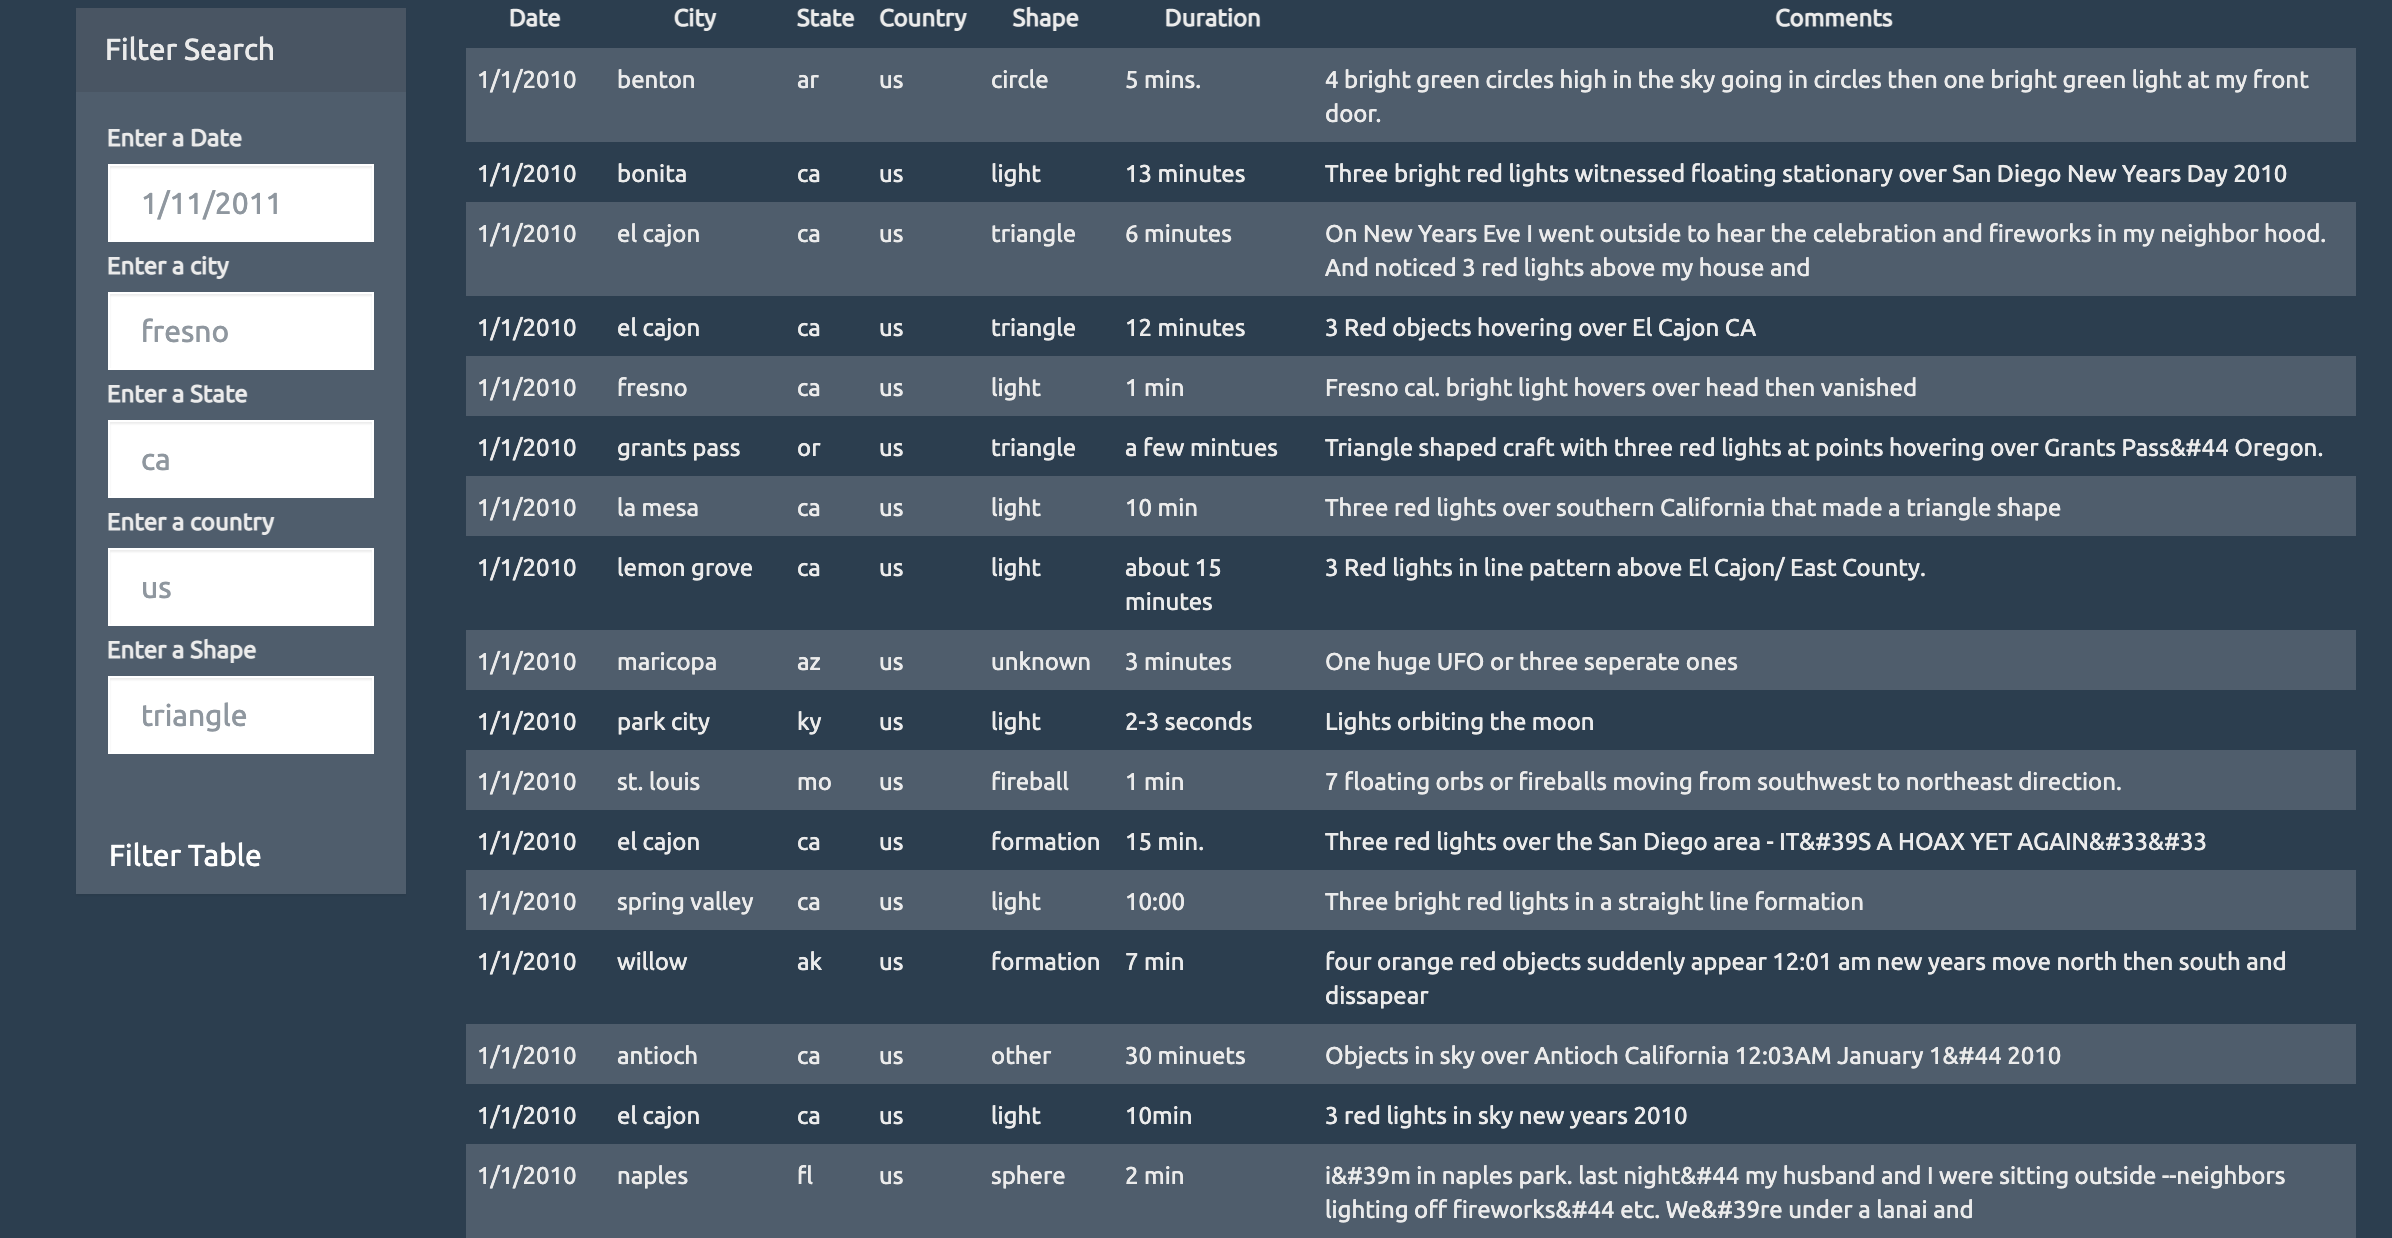 Filter Search
Enter a Date
1/11/2011
Enter a city
fresno
Enter a State
ca
Enter a country
us
Enter a Shape
triangle
Filter Table
Date City State Country Shape Duration Comments
1/1/2010 benton ar us circle 5 mins. 4 bright green circles high in the sky going in circles then one bright green light at my front
door.
1/1/2010 bonita ca us light 13 minutes Three bright red lights witnessed floating stationary over San Diego New Years Day 2010
1/1/2010 el cajon ca us triangle 6 minutes On New Years Eve I went outside to hear the celebration and fireworks in my neighbor hood.
And noticed 3 red lights above my house and
1/1/2010 el cajon ca us triangle 12 minutes 3 Red objects hovering over El Cajon CA
1/1/2010 fresno ca us light 1 min Fresno cal. bright light hovers over head then vanished
1/1/2010 grants pass or us triangle a few mintues Triangle shaped craft with three red lights at points hovering over Grants Pass&#44 Oregon.
1/1/2010 la mesa ca us light 10 min Three red lights over southern California that made a triangle shape
1/1/2010 lemon grove ca us light about 15 3 Red lights in line pattern above El Cajon/ East County.
minutes
1/1/2010 maricopa az us unknown 3 minutes One huge UFO or three seperate ones
1/1/2010 park city ky us light 2-3 seconds Lights orbiting the moon
1/1/2010 st. louis mo us fireball 1 min 7 floating orbs or fireballs moving from southwest to northeast direction.
1/1/2010 el cajon ca us formation 15 min. Three red lights over the San Diego area - IT&#39S A HOAX YET AGAIN&#33&#33
1/1/2010 spring valley ca us light 10:00 Three bright red lights in a straight line formation
1/1/2010 willow ak us formation 7 min four orange red objects suddenly appear 12:01 am new years move north then south and
dissapear
1/1/2010 antioch ca us other 30 minuets Objects in sky over Antioch California 12:03AM January 1&#44 2010
1/1/2010 el cajon ca us light 10min 3 red lights in sky new years 2010
1/1/2010 naples fl us sphere 2 min i&#39m in naples park. last night&#44 my husband and I were sitting outside --neighbors
lighting off fireworks&#44 etc. We&#39re under a lanai and